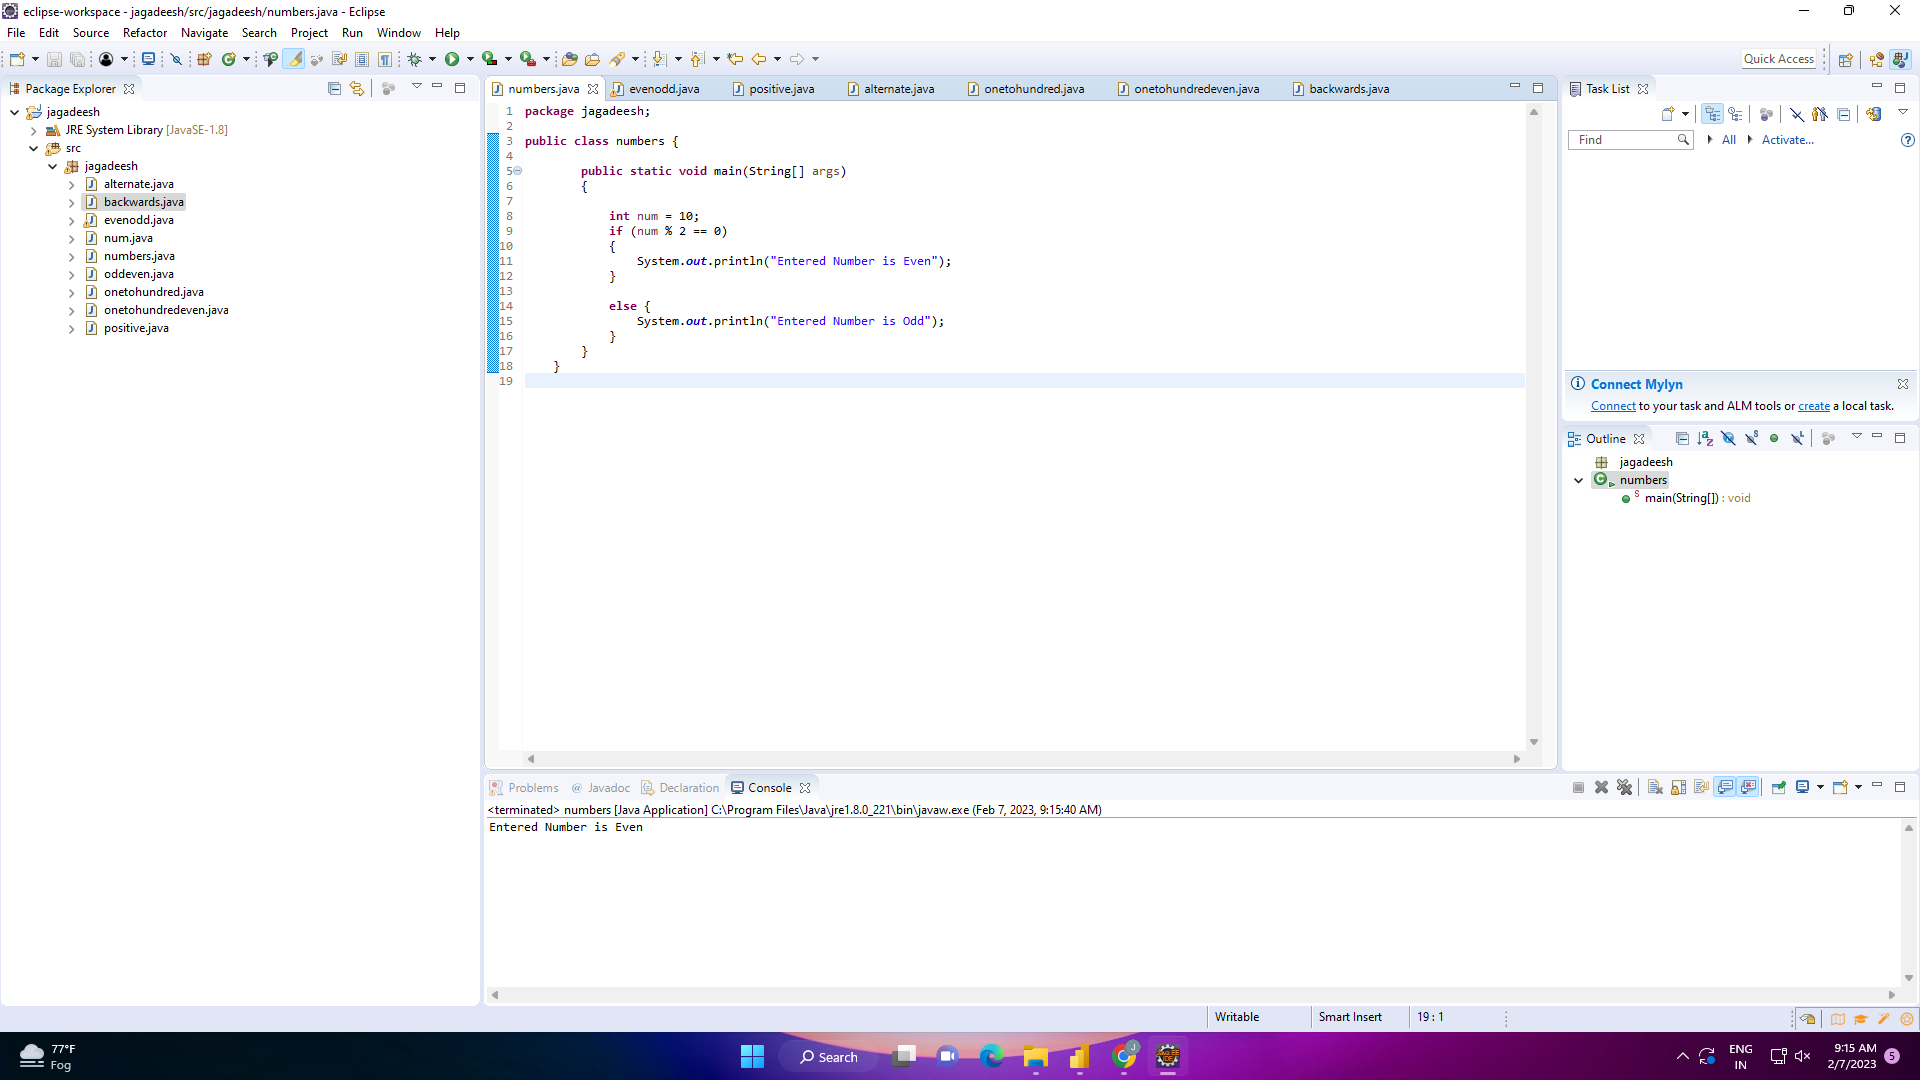 eclipse-workspace - jagadeesh/src/jagadeesh/numbers.java - Eclipse
File Edit Source Refactor Navigate Search Project Run Window Help
Quick Access
Package Explorer
jagadeesh
JRE System Library [JavaSE-1.8]
src
jagadeesh
alternate.java
backwards.java
evenodd.java
num.java
numbers.java
oddeven.java
onetohundred.java
onetohundredeven.java
positive.java
numbers.java evenodd.java positive.java alternate.java onetohundred.java onetohundredeven.java backwards.java
1 package jagadeesh;
2
3 public class numbers {
4
5 public static void main(String[] args)
6 {
7
8 int num = 10;
9 if (num % 2 == 0)
10 {
11 System.out.println("Entered Number is Even");
12 }
13
14 else {
15 System.out.println("Entered Number is Odd");
16 }
17 }
18 }
19
Task List
Find All Activate...
Connect Mylyn
Connect to your task and ALM tools or create a local task.
Outline
jagadeesh
numbers
main(String[]) : void
Problems @ Javadoc Declaration Console
<terminated> numbers [Java Application] C:\Program Files\Java\jre1.8.0_221\bin\javaw.exe (Feb 7, 2023, 9:15:40 AM)
Entered Number is Even
Writable Smart Insert 19 : 1
77°F
Fog
Search
ENG
IN
9:15 AM
2/7/2023
5